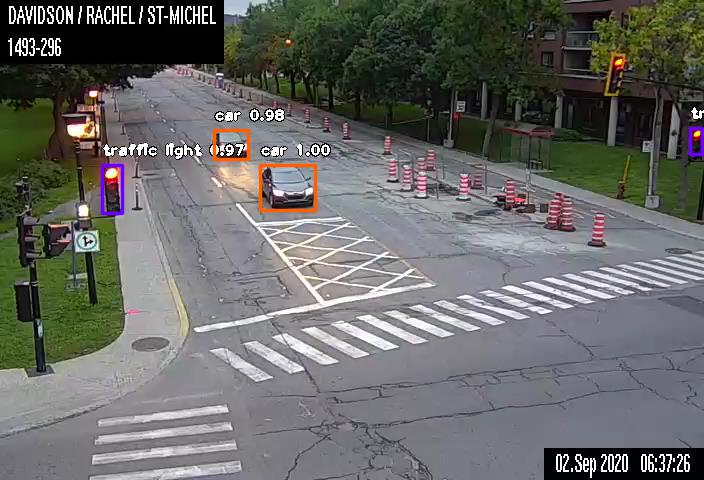 DAVIDSON / RACHEL / ST-MICHEL
1493-296
car 0.98
traffic light 0.97
car 1.00
tr
02.Sep 2020 06:37:26